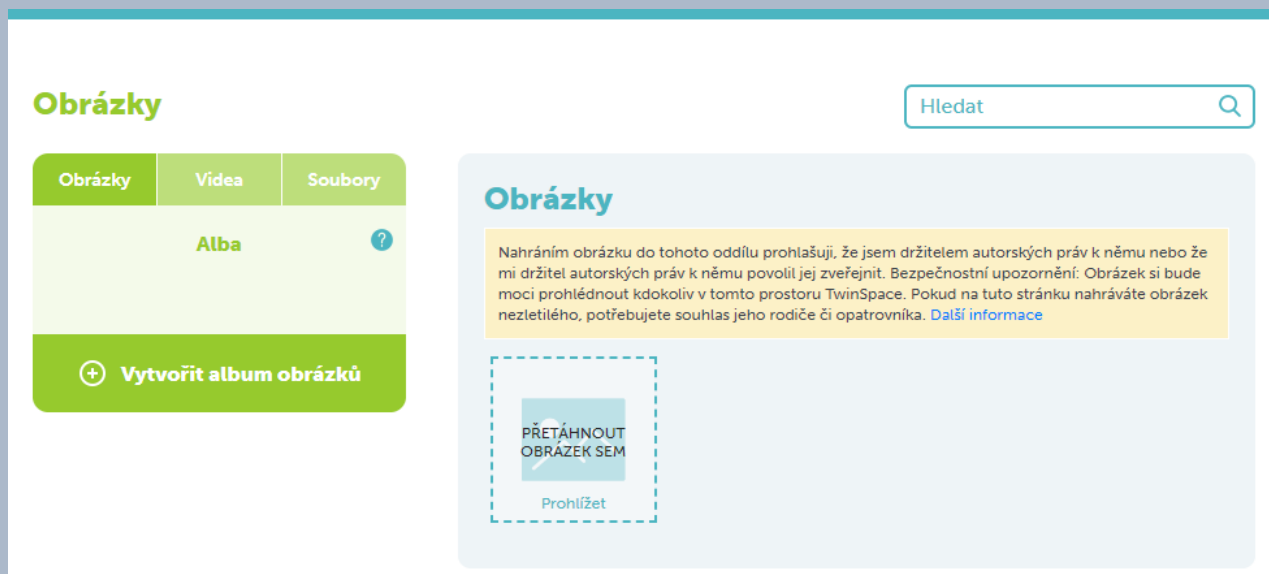 Obrázky
Hledat
Obrázky
Videa
Soubory
Alba
?
Vytvořit album obrázků
Obrázky
Nahráním obrázku do tohoto oddílu prohlašuji, že jsem držitelem autorských práv k němu nebo že
mi držitel autorských práv k němu povolil jej zveřejnit. Bezpečnostní upozornění: Obrázek si bude
moci prohlédnout kdokoliv v tomto prostoru TwinSpace. Pokud na tuto stránku nahráváte obrázek
nezletilého, potřebujete souhlas jeho rodiče či opatrovníka. Další informace
PŘETÁHNOUT
OBRÁZEK SEM
Prohlížet